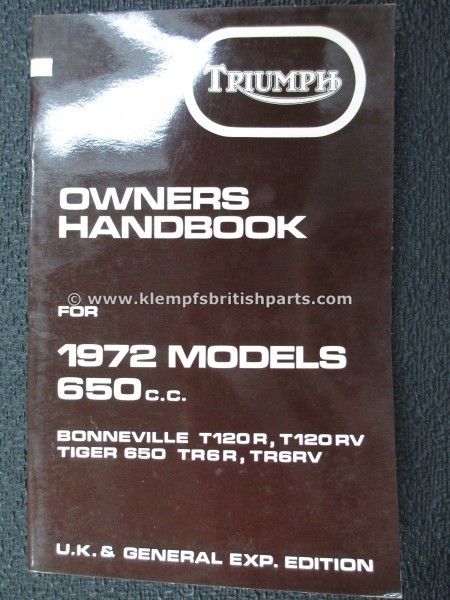 TRIUMPH
OWNERS
HANDBOOK
© www.klempfsbritishparts.com
FOR
1972 MODELS
650 C.C.
BONNEVILLE T120R, T120RV
TIGER 650 TR6R, TR6RV
U.K. & GENERAL EXP. EDITION